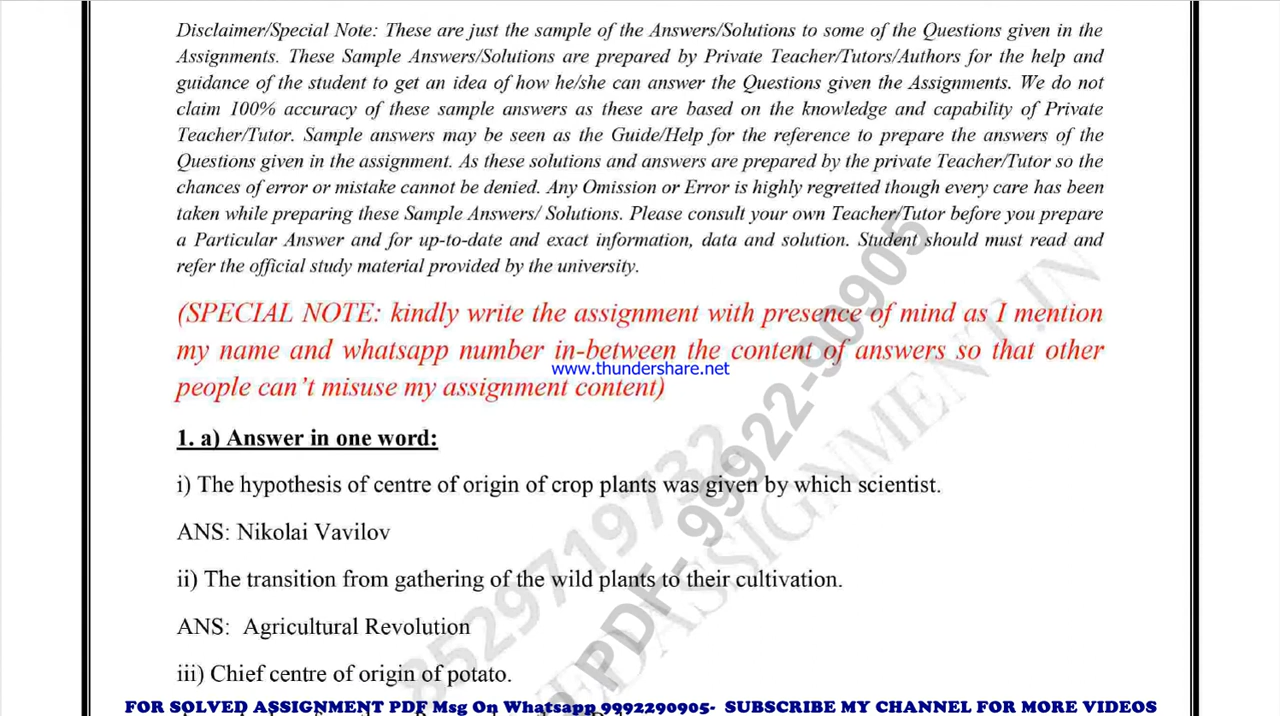 Disclaimer/Special Note: These are just the sample of the Answers/Solutions to some of the Questions given in the
Assignments. These Sample Answers/Solutions are prepared by Private Teacher/Tutors/Authors for the help and
guidance of the student to get an idea of how he/she can answer the Questions given the Assignments. We do not
claim 100% accuracy of these sample answers as these are based on the knowledge and capability of Private
Teacher/Tutor. Sample answers may be seen as the Guide/Help for the reference to prepare the answers of the
Questions given in the assignment. As these solutions and answers are prepared by the private Teacher/Tutor so the
chances of error or mistake cannot be denied. Any Omission or Error is highly regretted though every care has been
taken while preparing these Sample Answers/ Solutions. Please consult your own Teacher/Tutor before you prepare
a Particular Answer and for up-to-date and exact information, data and solution. Student should must read and
refer the official study material provided by the university.
(SPECIAL NOTE: kindly write the assignment with presence of mind as I mention
my name and whatsapp number in-between the content of answers so that other
www.thundershare.net
people can't misuse my assignment content)
1. a) Answer in one word:
i) The hypothesis of centre of origin of crop plants was given by which scientist.
ANS: Nikolai Vavilov
ii) The transition from gathering of the wild plants to their cultivation.
ANS: Agricultural Revolution
iii) Chief centre of origin of potato.
8529719732
PDF- 99922-90905
ASSIGNMENT.IN
FOR SOLVED ASSIGNMENT PDF Msg On Whatsapp 9992290905- SUBSCRIBE MY CHANNEL FOR MORE VIDEOS